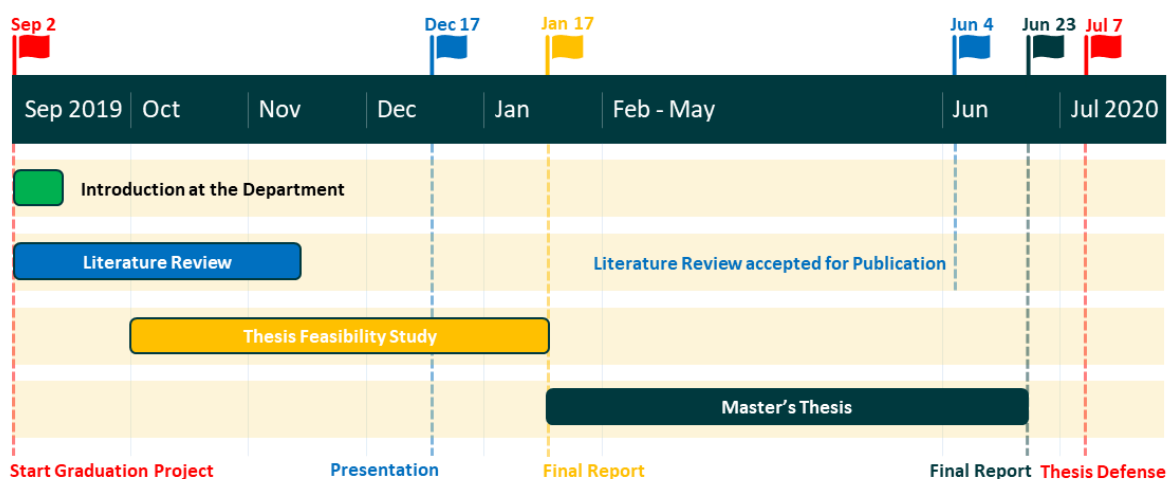 Sep 2 Dec 17 Jan 17 Jun 4 Jun 23 Jul 7
Sep 2019 Oct Nov Dec Jan Feb - May Jun Jul 2020
Introduction at the Department
Literature Review Literature Review accepted for Publication
Thesis Feasibility Study
Master's Thesis
Start Graduation Project Presentation Final Report Final Report Thesis Defense